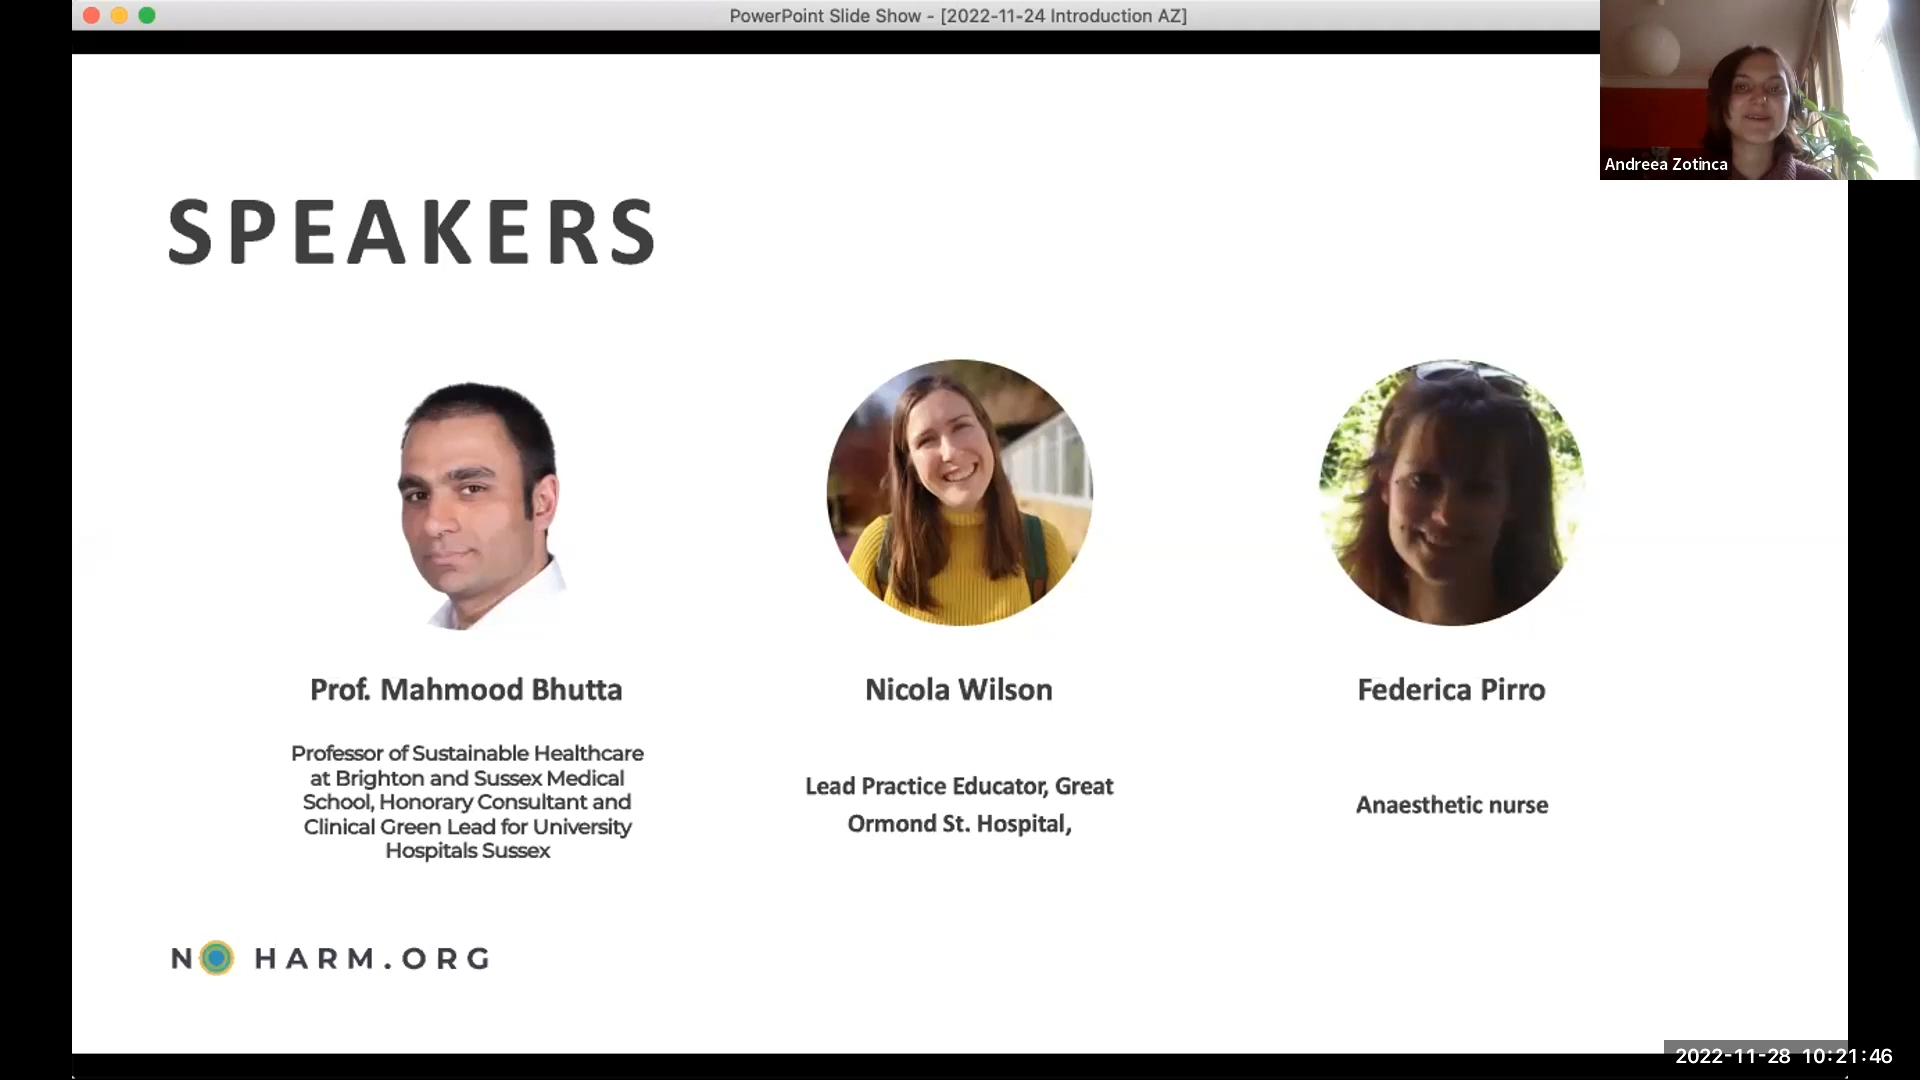 PowerPoint Slide Show - [2022-11-24 Introduction AZ]
Andreea Zotinca
SPEAKERS
Prof. Mahmood Bhutta
Professor of Sustainable Healthcare
at Brighton and Sussex Medical
School, Honorary Consultant and
Clinical Green Lead for University
Hospitals Sussex
Nicola Wilson
Lead Practice Educator, Great
Ormond St. Hospital,
Federica Pirro
Anaesthetic nurse
NO HARM.ORG
2022-11-28 10:21:46